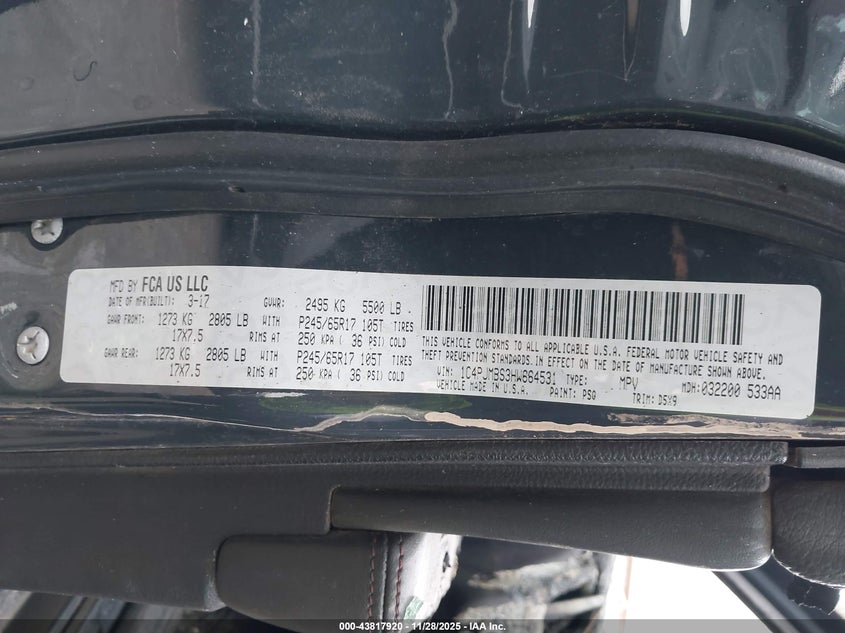 MFD BY FCA US LLC
DATE OF MFR(BUILT): 3-17 GVWR: 2495 KG 5500 LB
GAWR FRONT: 1273 KG 2805 LB WITH P245/65R17 105T TIRES
17X7.5 RIMS AT 250 KPA ( 36 PSI) COLD
GAWR REAR: 1273 KG 2805 LB WITH P245/65R17 105T TIRES
17X7.5 RIMS AT 250 KPA ( 36 PSI) COLD
THIS VEHICLE CONFORMS TO ALL APPLICABLE U.S.A. FEDERAL MOTOR VEHICLE SAFETY AND
THEFT PREVENTION STANDARDS IN EFFECT ON THE DATE OF MANUFACTURE SHOWN ABOVE.
VIN: 1C4PJMBS3HW664531 TYPE: MPV MDH: 032200 533AA
VEHICLE MADE IN U.S.A. PAINT: PSG TRIM: D5X9
000-43817920 - 11/28/2025 - IAA Inc.